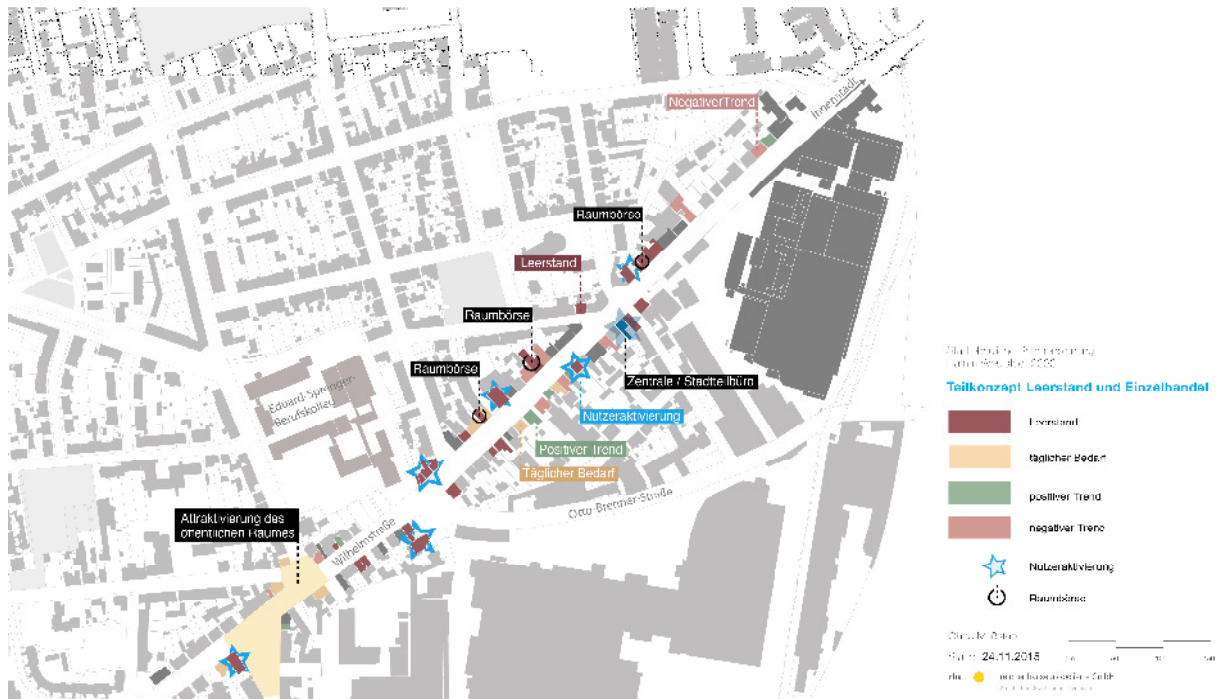 Innenstadt
Negativer Trend
Raumbörse
Leerstand
Raumbörse
Raumbörse
Zentrale / Stadtteilbüro
Eduard-Spranger-
Berufskolleg
Nutzeraktivierung
Positiver Trend
Täglicher Bedarf
Otto-Brenner-Straße
Attraktivierung des
öffentlichen Raumes
Wilhelmstraße
Teilkonzept Leerstand und Einzelhandel
Leerstand
täglicher Bedarf
positiver Trend
negativer Trend
Nutzeraktivierung
Raumbörse
24.11.2015